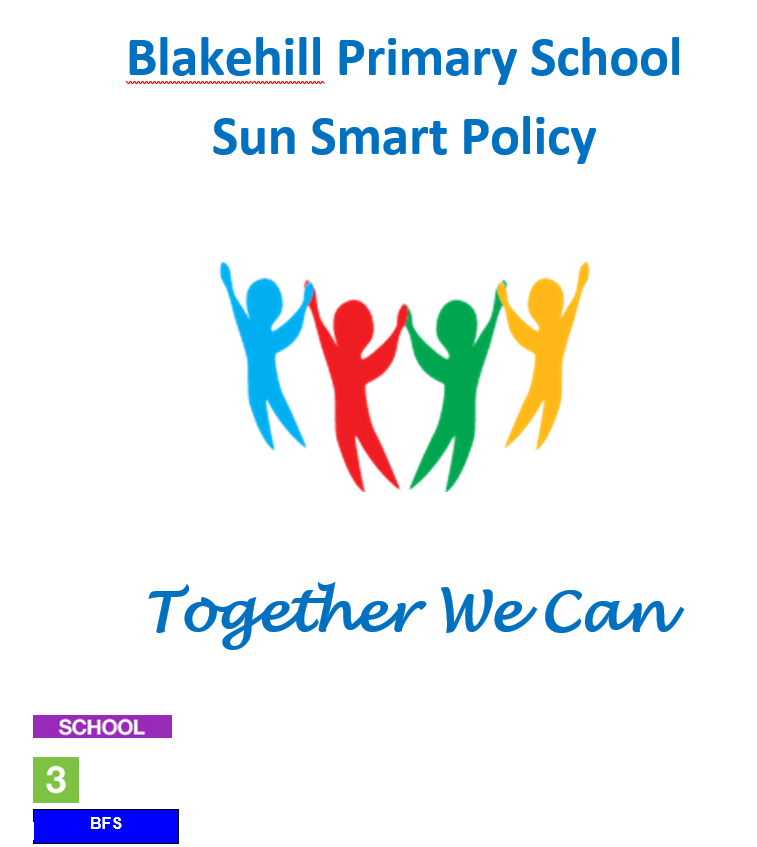 Blakehill Primary School
Sun Smart Policy
Together We Can
SCHOOL
3
BFS